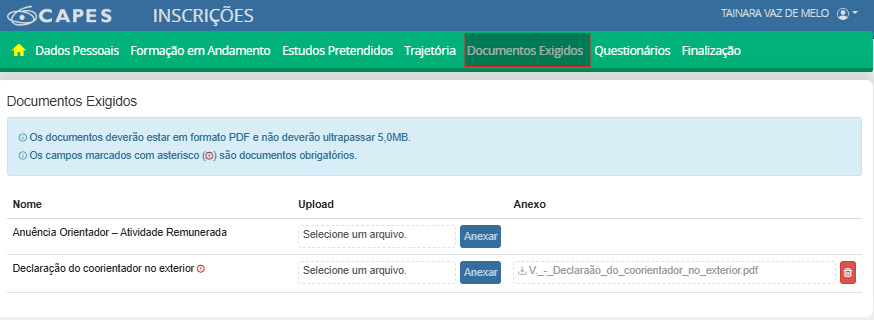 CAPES INSCRIÇÕES TAINARA VAZ DE MELO
Dados Pessoais Formação em Andamento Estudos Pretendidos Trajetória Documentos Exigidos Questionários Finalização
Documentos Exigidos
Os documentos deverão estar em formato PDF e não deverão ultrapassar 5,0MB.
Os campos marcados com asterisco () são documentos obrigatórios.
Nome Upload Anexo
Anuência Orientador – Atividade Remunerada Selecione um arquivo. Anexar
Declaração do coorientador no exterior Selecione um arquivo. Anexar V._-_Declaraão_do_coorientador_no_exterior.pdf